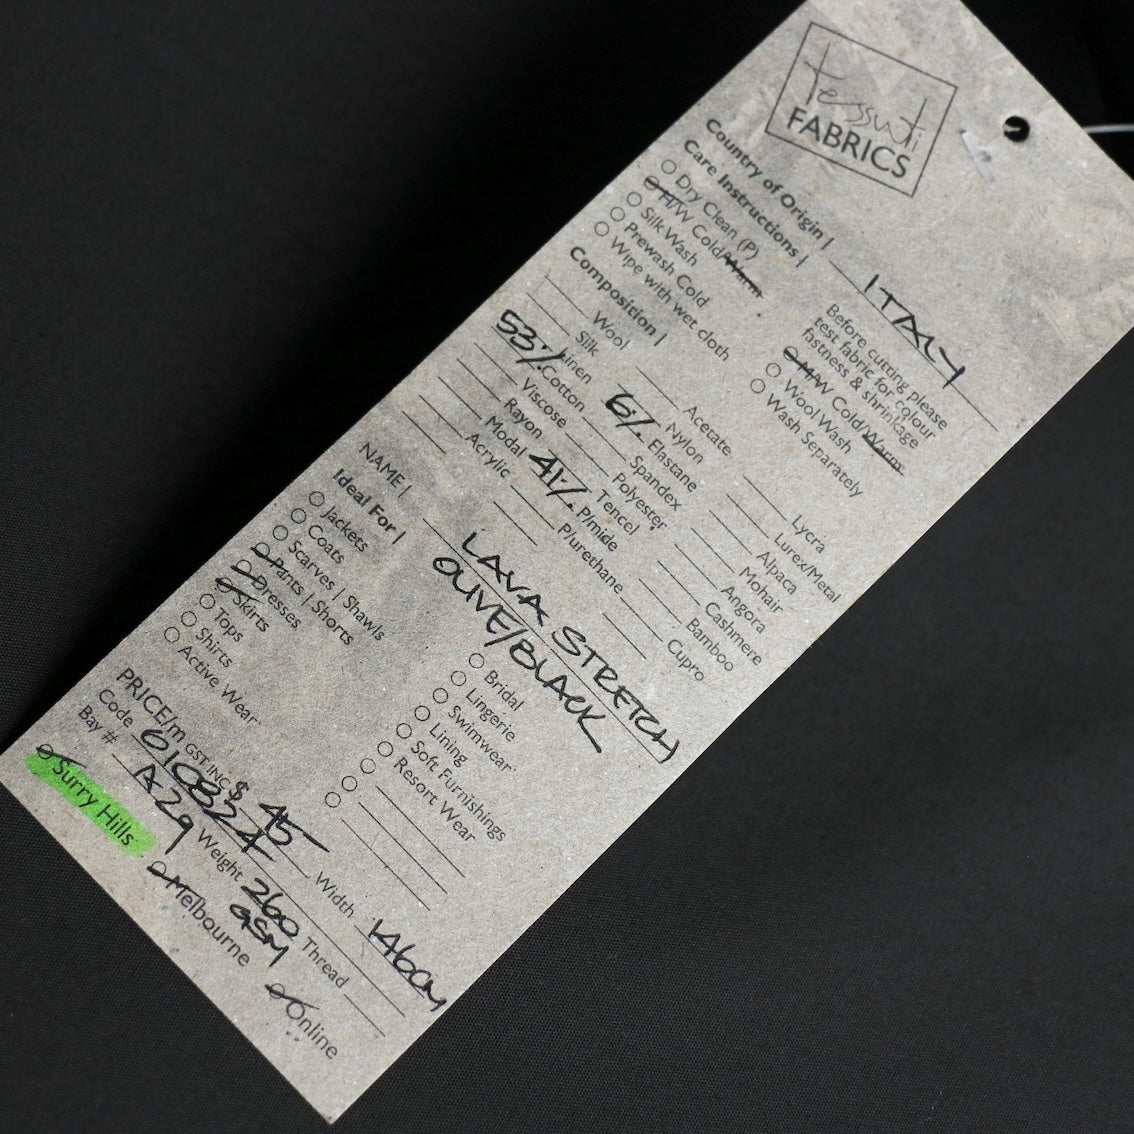 tessuti
FABRICS
Country of Origin | ITALY
Care Instructions |
Dry Clean (P)
H/W Cold/Warm
Silk Wash
Prewash Cold
Wipe with wet cloth
Before cutting please
test fabric for colour
fastness & shrinkage
M/W Cold/Warm
Wool Wash
Wash Separately
Composition |
Wool
Silk
Linen
53% Cotton
Viscose
Rayon
Modal
Acrylic
Acetate
Nylon
6% Elastane
Spandex
Polyester
Tencel
41% P/mide
P/urethane
Lycra
Lurex/Metal
Alpaca
Mohair
Angora
Cashmere
Bamboo
Cupro
NAME | LAVA STRETCH
OLIVE/BLACK
Ideal For |
Jackets
Coats
Scarves | Shawls
Pants | Shorts
Dresses
Skirts
Tops
Shirts
Active Wear
Bridal
Lingerie
Swimwear
Lining
Soft Furnishings
Resort Wear
PRICE/m GST.INC $ 45
Code 610834 Width 146cm
Bay # A29 Weight 260 GSM Thread
Surry Hills Melbourne Online